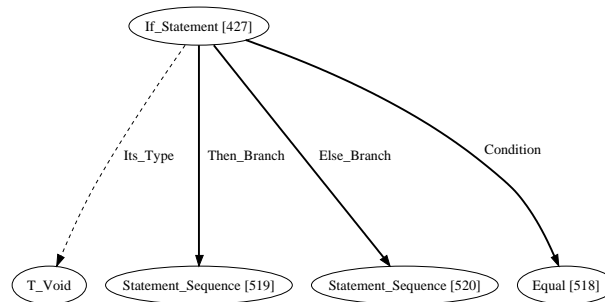 If_Statement [427]
Its_Type
Then_Branch
Else_Branch
Condition
T_Void
Statement_Sequence [519]
Statement_Sequence [520]
Equal [518]